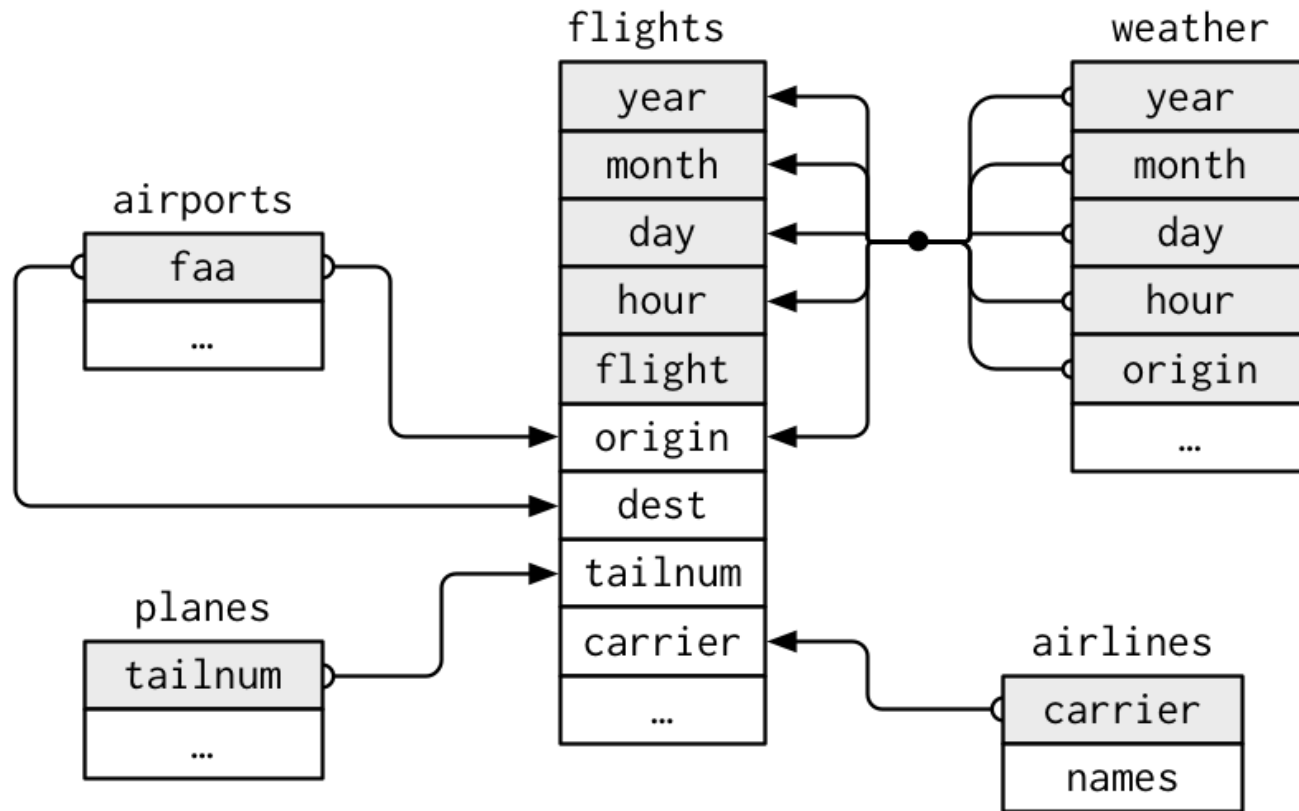 flights
year
month
day
hour
flight
origin
dest
tailnum
carrier
…
weather
year
month
day
hour
origin
…
airports
faa
…
planes
tailnum
…
airlines
carrier
names